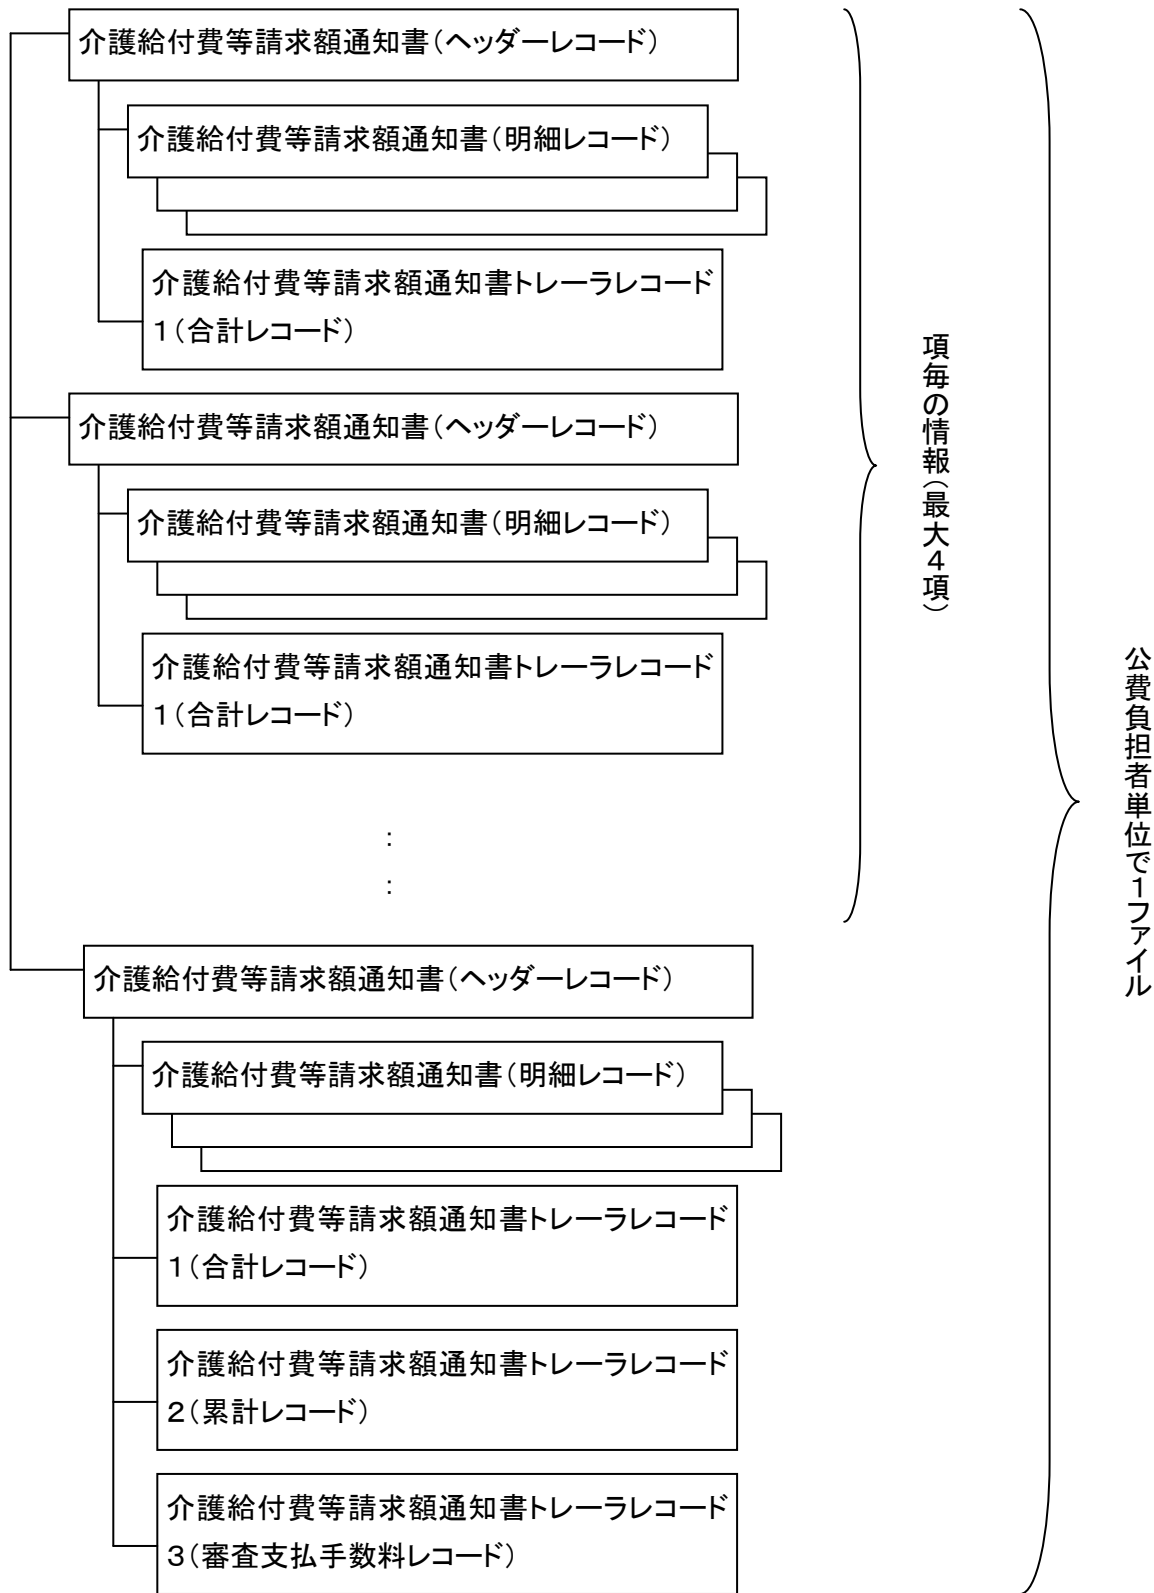 介護給付費等請求額通知書(ヘッダーレコード)
介護給付費等請求額通知書(明細レコード)
介護給付費等請求額通知書トレーラレコード
1(合計レコード)
介護給付費等請求額通知書(ヘッダーレコード)
介護給付費等請求額通知書(明細レコード)
介護給付費等請求額通知書トレーラレコード
1(合計レコード)
:
:
介護給付費等請求額通知書(ヘッダーレコード)
介護給付費等請求額通知書(明細レコード)
介護給付費等請求額通知書トレーラレコード
1(合計レコード)
介護給付費等請求額通知書トレーラレコード
2(累計レコード)
介護給付費等請求額通知書トレーラレコード
3(審査支払手数料レコード)
項毎の情報(最大4項)
公費負担者単位で1ファイル